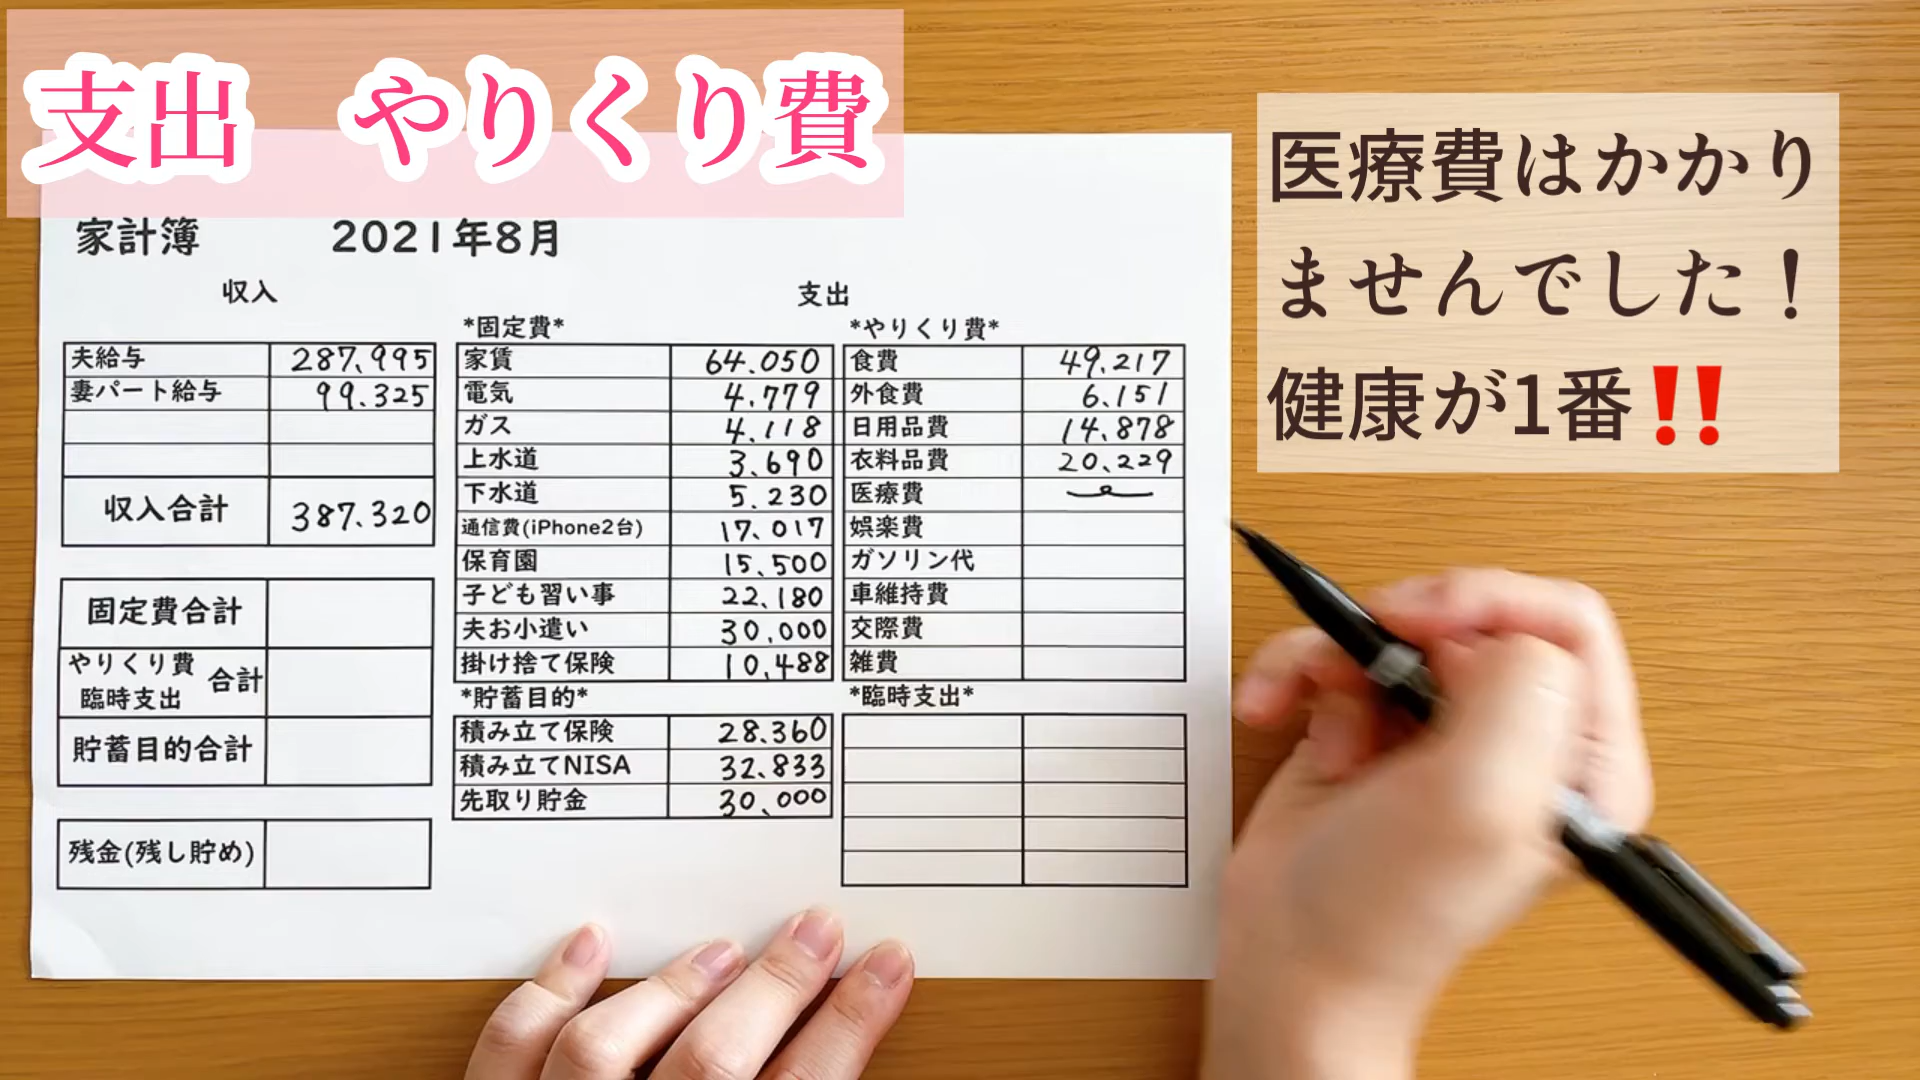 支出　やりくり費
医療費はかかり
ませんでした！
健康が1番‼
家計簿 2021年8月
収入
夫給与 287,995
妻パート給与 99,325
収入合計 387,320
固定費合計
やりくり費
臨時支出 合計
貯蓄目的合計
残金(残し貯め)
支出
*固定費*
家賃 64,050
電気 4,779
ガス 4,118
上水道 3,690
下水道 5,230
通信費(iPhone2台) 17,017
保育園 15,500
子ども習い事 22,180
夫お小遣い 30,000
掛け捨て保険 10,488
*貯蓄目的*
積み立て保険 28,360
積み立てNISA 32,833
先取り貯金 30,000
*やりくり費*
食費 49,217
外食費 6,151
日用品費 14,878
衣料品費 20,229
医療費
娯楽費
ガソリン代
車維持費
交際費
雑費
*臨時支出*